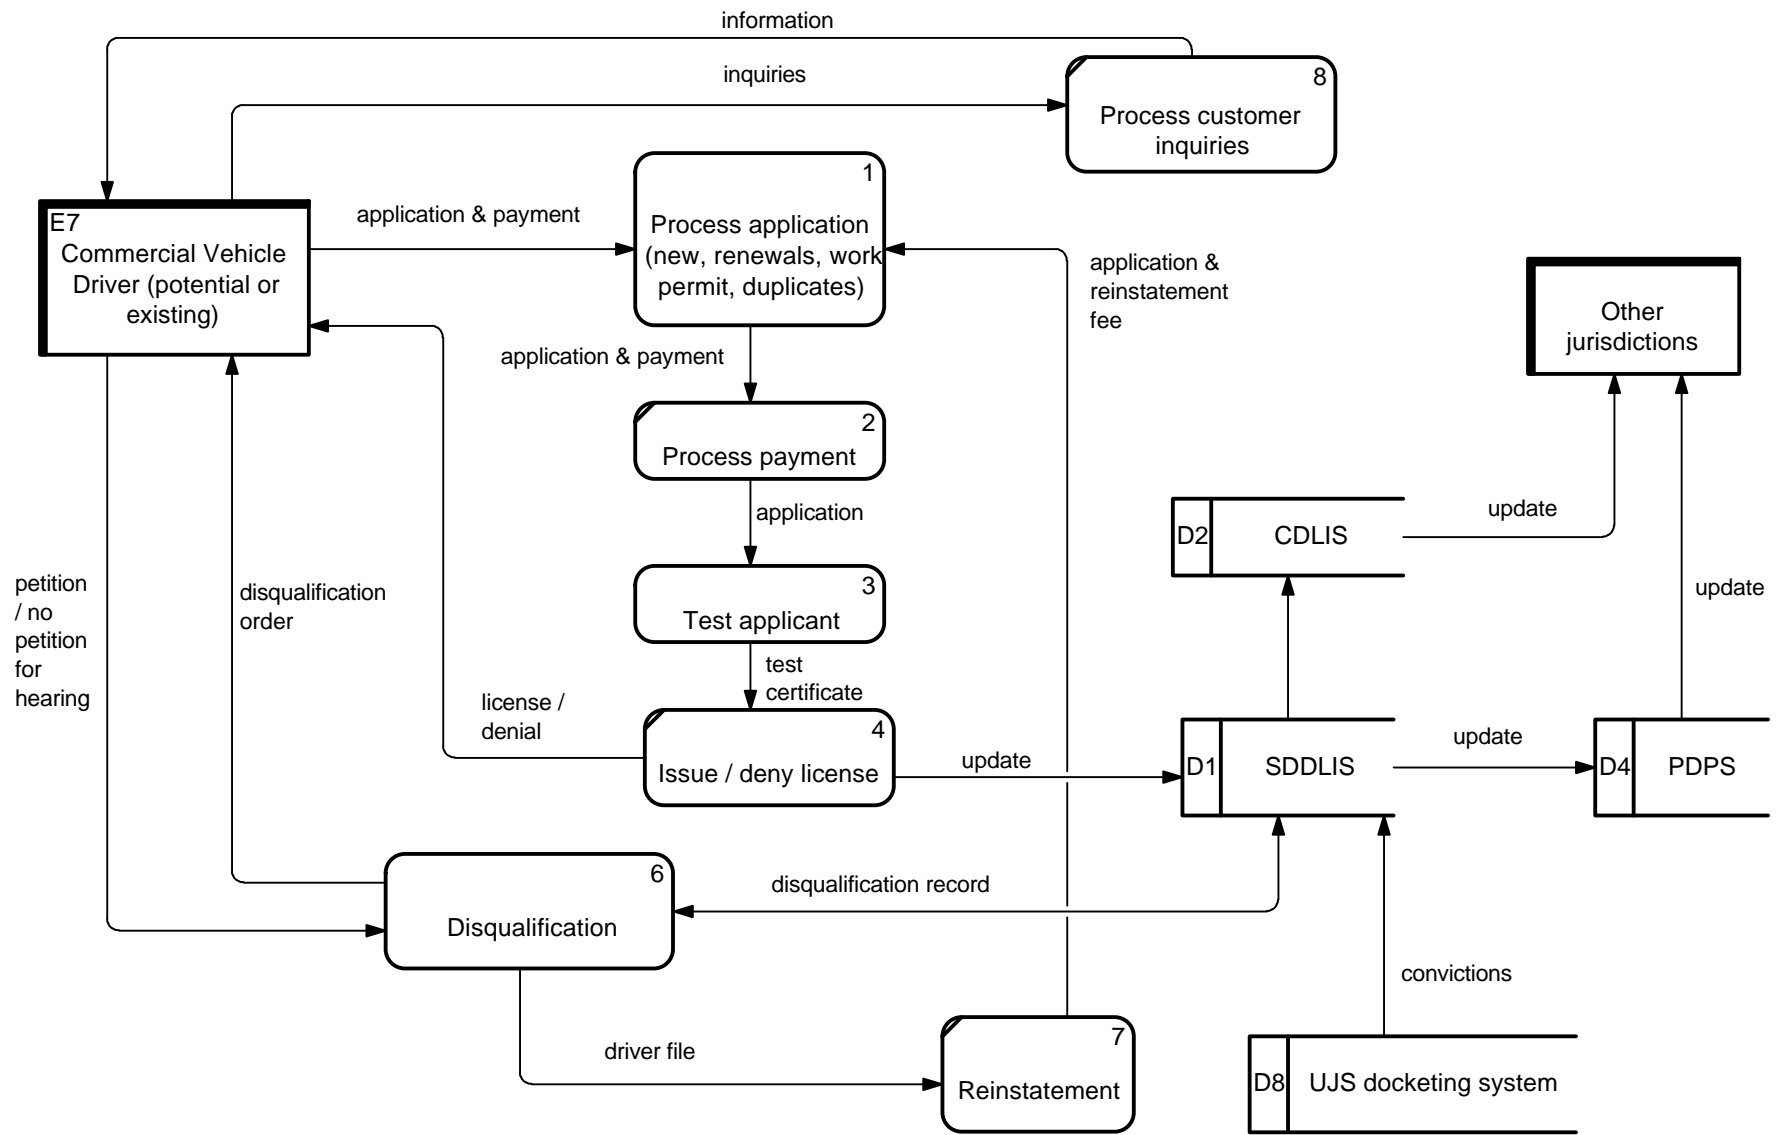 information
inquiries
8
Process customer
inquiries
E7
Commercial Vehicle
Driver (potential or
existing)
application & payment
1
Process application
(new, renewals, work
permit, duplicates)
application &
reinstatement
fee
Other
jurisdictions
application & payment
2
Process payment
application
D2
CDLIS
update
petition
/ no
petition
for
hearing
disqualification
order
3
Test applicant
update
test
certificate
license /
denial
4
Issue / deny license
update
D1
SDDLIS
update
D4
PDPS
6
Disqualification
disqualification record
convictions
driver file
7
Reinstatement
D8
UJS docketing system